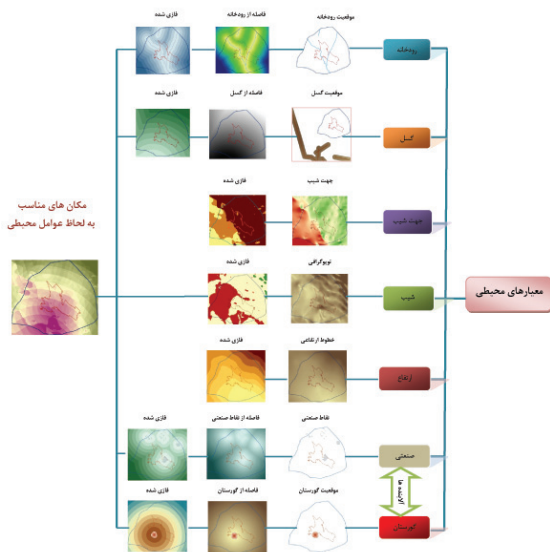 موقعیت رودخانه
فاصله از رودخانه
فازی شده
رودخانه
موقعیت گسل
فاصله از گسل
فازی شده
گسل
جهت شیب
فازی شده
جهت شیب
مکان های مناسب
به لحاظ عوامل محیطی
توپوگرافی
فازی شده
شیب
معیارهای محیطی
خطوط ارتفاعی
فازی شده
ارتفاع
نقاط صنعتی
فاصله از نقاط صنعتی
فازی شده
صنعتی
آلاینده ها
موقعیت گورستان
فاصله از گورستان
فازی شده
گورستان